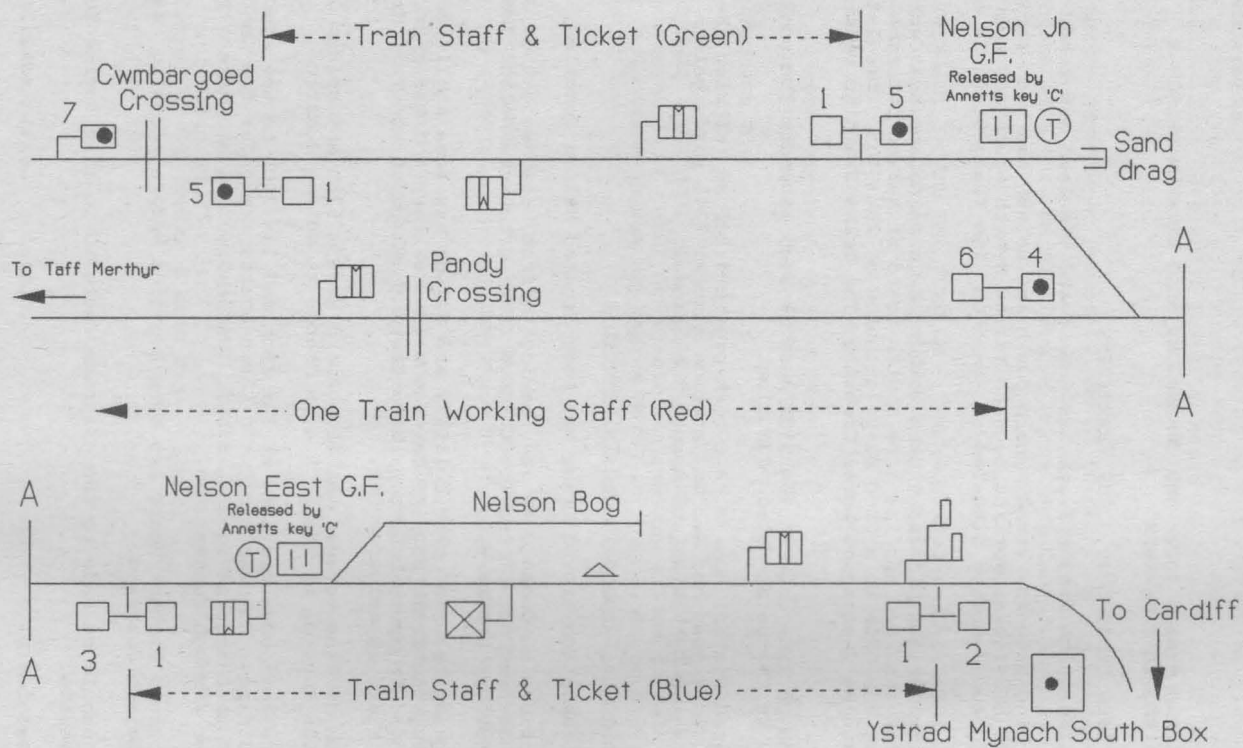 Train Staff & Ticket (Green)
Nelson Jn
G.F.
Released by
Annetts key 'C'
Cwmbargoed
Crossing
7
1
5
T
Sand
drag
5
1
To Taff Merthyr
Pandy
Crossing
6
4
A
A
One Train Working Staff (Red)
A
Nelson East G.F.
Released by
Annetts key 'C'
T
Nelson Bog
To Cardiff
A
3
1
1
2
Train Staff & Ticket (Blue)
Ystrad Mynach South Box